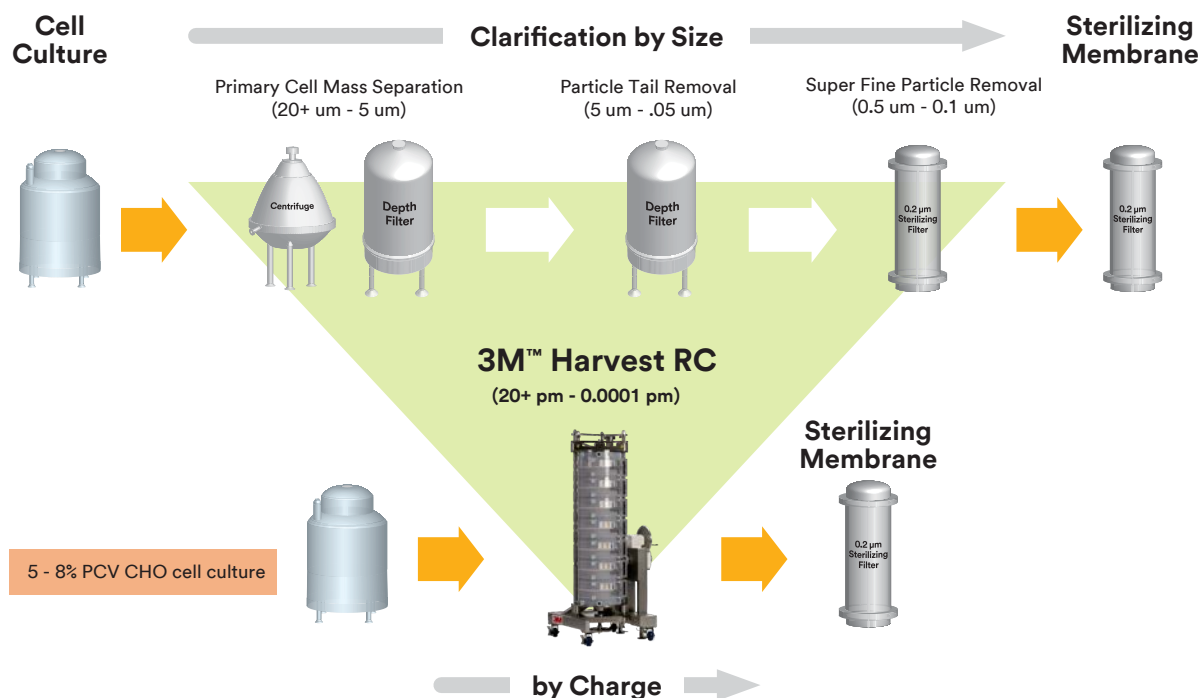 Cell
Culture
Clarification by Size
Sterilizing
Membrane
Primary Cell Mass Separation
(20+ um - 5 um)
Particle Tail Removal
(5 um - .05 um)
Super Fine Particle Removal
(0.5 um - 0.1 um)
Centrifuge
Depth
Filter
Depth
Filter
0.2 µm
Sterilizing
Filter
0.2 µm
Sterilizing
Filter
3M™ Harvest RC
(20+ pm - 0.0001 pm)
Sterilizing
Membrane
5 - 8% PCV CHO cell culture
0.2 µm
Sterilizing
Filter
3M
by Charge